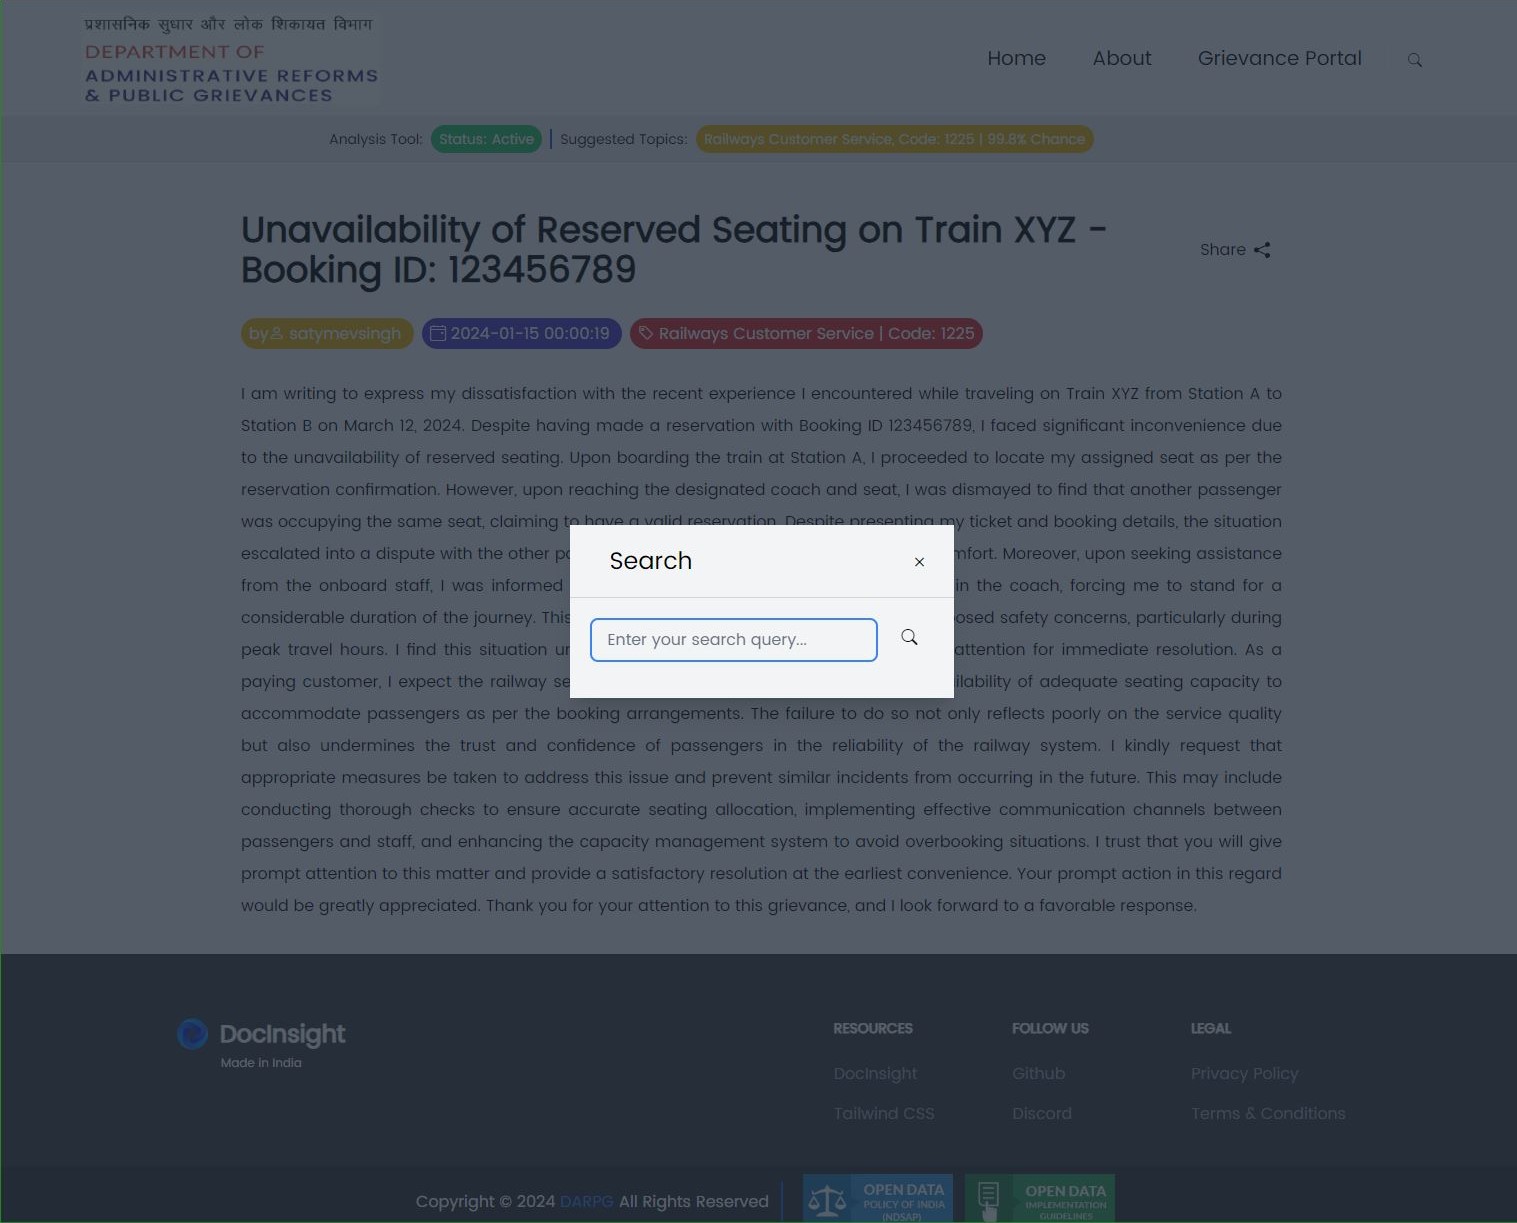 प्रशासनिक सुधार और लोक शिकायत विभाग
DEPARTMENT OF
ADMINISTRATIVE REFORMS
& PUBLIC GRIEVANCES
Home About Grievance Portal
Analysis Tool: Status: Active Suggested Topics: Railways Customer Service, Code: 1225 | 99.8% Chance
Unavailability of Reserved Seating on Train XYZ -
Booking ID: 123456789
Share
by satymevsingh 2024-01-15 00:00:19 Railways Customer Service | Code: 1225
I am writing to express my dissatisfaction with the recent experience I encountered while traveling on Train XYZ from Station A to
Station B on March 12, 2024. Despite having made a reservation with Booking ID 123456789, I faced significant inconvenience due
to the unavailability of reserved seating. Upon boarding the train at Station A, I proceeded to locate my assigned seat as per the
reservation confirmation. However, upon reaching the designated coach and seat, I was dismayed to find that another passenger
was occupying the same seat, claiming to have a valid reservation. Despite presenting my ticket and booking details, the situation
escalated into a dispute with the other mfort. Moreover, upon seeking assistance
from the onboard staff, I was informed in the coach, forcing me to stand for a
considerable duration of the journey. This osed safety concerns, particularly during
peak travel hours. I find this situation attention for immediate resolution. As a
paying customer, I expect the railway ilability of adequate seating capacity to
accommodate passengers as per the booking arrangements. The failure to do so not only reflects poorly on the service quality
but also undermines the trust and confidence of passengers in the reliability of the railway system. I kindly request that
appropriate measures be taken to address this issue and prevent similar incidents from occurring in the future. This may include
conducting thorough checks to ensure accurate seating allocation, implementing effective communication channels between
passengers and staff, and enhancing the capacity management system to avoid overbooking situations. I trust that you will give
prompt attention to this matter and provide a satisfactory resolution at the earliest convenience. Your prompt action in this regard
would be greatly appreciated. Thank you for your attention to this grievance, and I look forward to a favorable response.
Search
Enter your search query...
DocInsight
Made in India
RESOURCES FOLLOW US LEGAL
DocInsight Github Privacy Policy
Tailwind CSS Discord Terms & Conditions
Copyright © 2024 DARPG All Rights Reserved
OPEN DATA
POLICY OF INDIA
(NDSAP)
OPEN DATA
IMPLEMENTATION
GUIDELINES